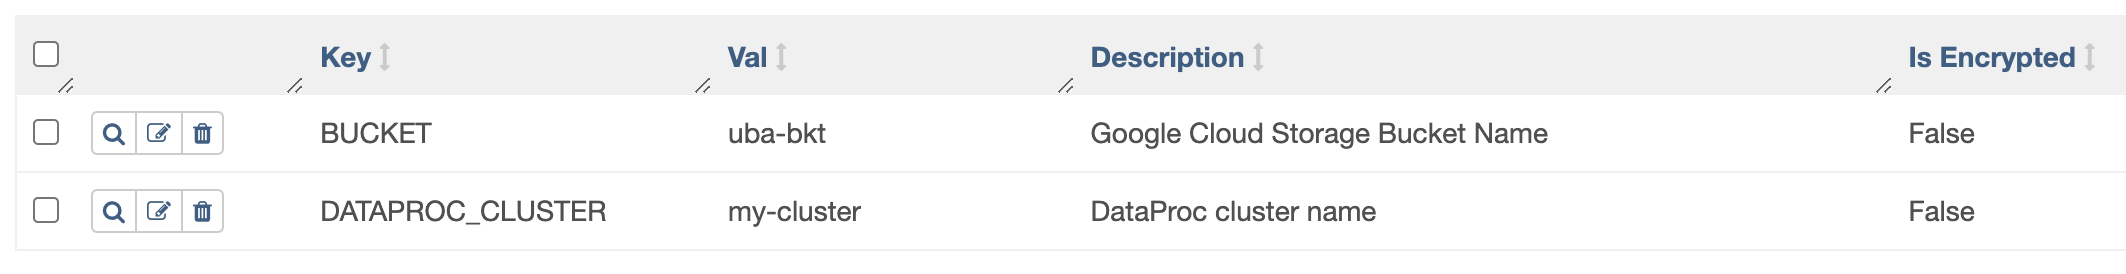 Key Val Description Is Encrypted
BUCKET uba-bkt Google Cloud Storage Bucket Name False
DATAPROC_CLUSTER my-cluster DataProc cluster name False